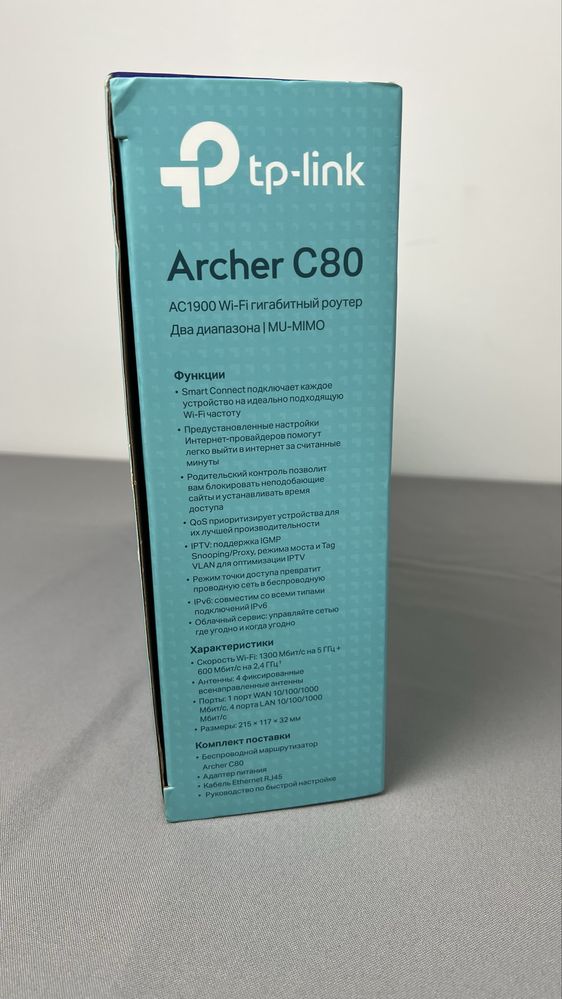 tp-link
Archer C80
AC1900 Wi-Fi гигабитный роутер
Два диапазона | MU-MIMO
Функции
• Smart Connect подключает каждое
устройство на идеально подходящую
Wi-Fi частоту
• Предустановленные настройки
Интернет-провайдеров помогут
легко выйти в интернет за считанные
минуты
• Родительский контроль позволит
вам блокировать неподобающие
сайты и устанавливать время
доступа
• QoS приоритизирует устройства для
их лучшей производительности
• IPTV: поддержка IGMP
Snooping/Proxy, режима моста и Tag
VLAN для оптимизации IPTV
• Режим точки доступа превратит
проводную сеть в беспроводную
• IPv6: совместим со всеми типами
подключений IPv6
• Облачный сервис: управляйте сетью
где угодно и когда угодно
Характеристики
• Скорость Wi-Fi: 1300 Мбит/с на 5 ГГц +
600 Мбит/с на 2,4 ГГц†
• Антенны: 4 фиксированные
всенаправленные антенны
• Порты: 1 порт WAN 10/100/1000
Мбит/с, 4 порта LAN 10/100/1000
Мбит/с
• Размеры: 215 × 117 × 32 мм
Комплект поставки
• Беспроводной маршрутизатор
Archer C80
• Адаптер питания
• Кабель Ethernet RJ45
• Руководство по быстрой настройке